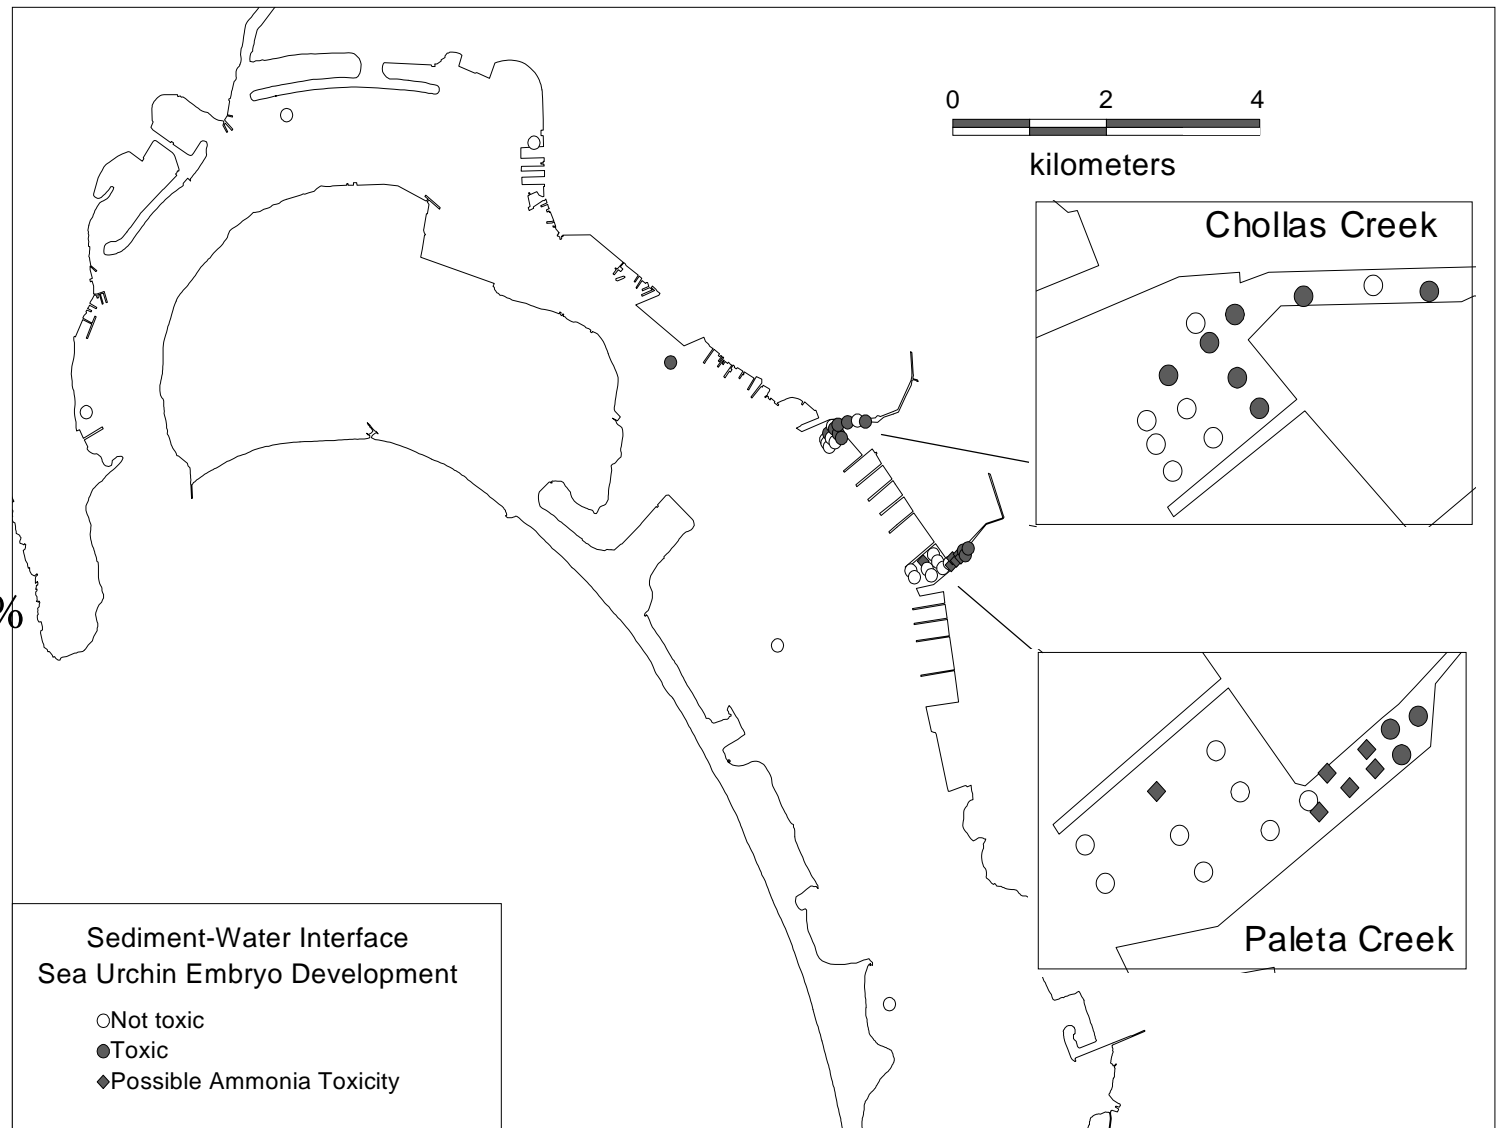 0 2 4
kilometers
Chollas Creek
%
Paleta Creek
Sediment-Water Interface
Sea Urchin Embryo Development
Not toxic
Toxic
Possible Ammonia Toxicity